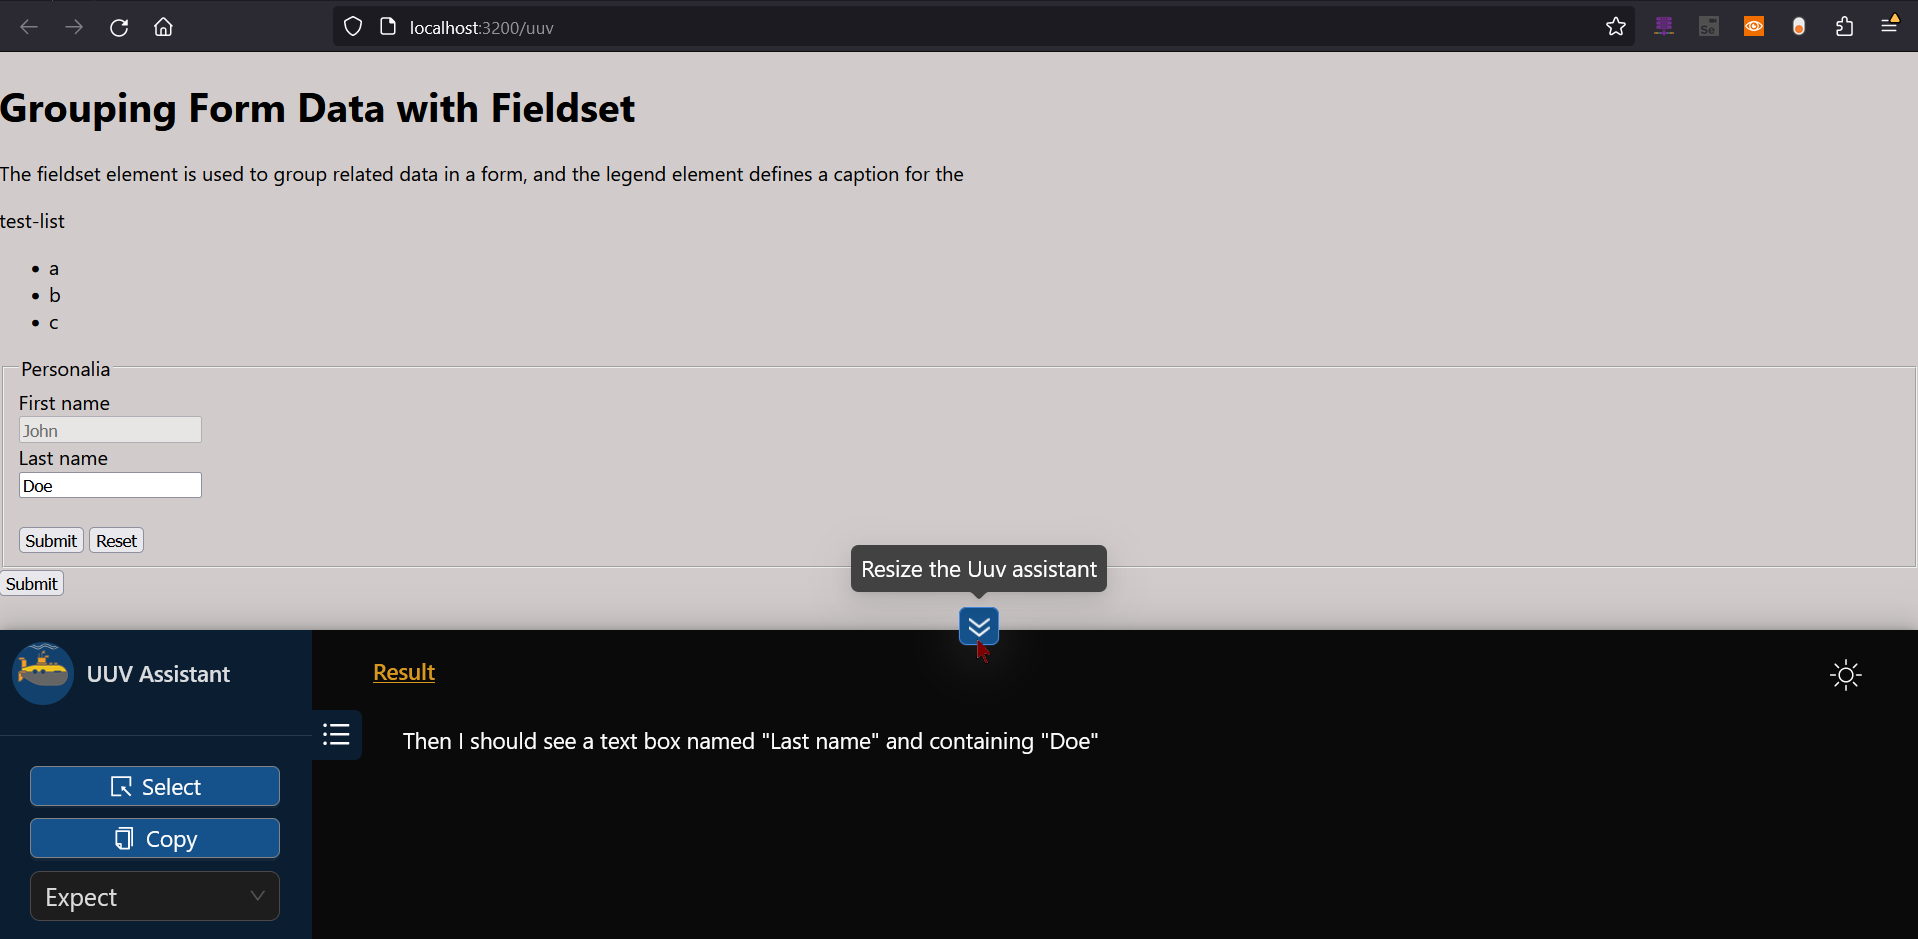 localhost:3200/uuv
Grouping Form Data with Fieldset
The fieldset element is used to group related data in a form, and the legend element defines a caption for the
test-list
a
b
c
Personalia
First name
John
Last name
Doe
Submit Reset
Submit
Resize the Uuv assistant
UUV Assistant
Result
Then I should see a text box named "Last name" and containing "Doe"
Select
Copy
Expect